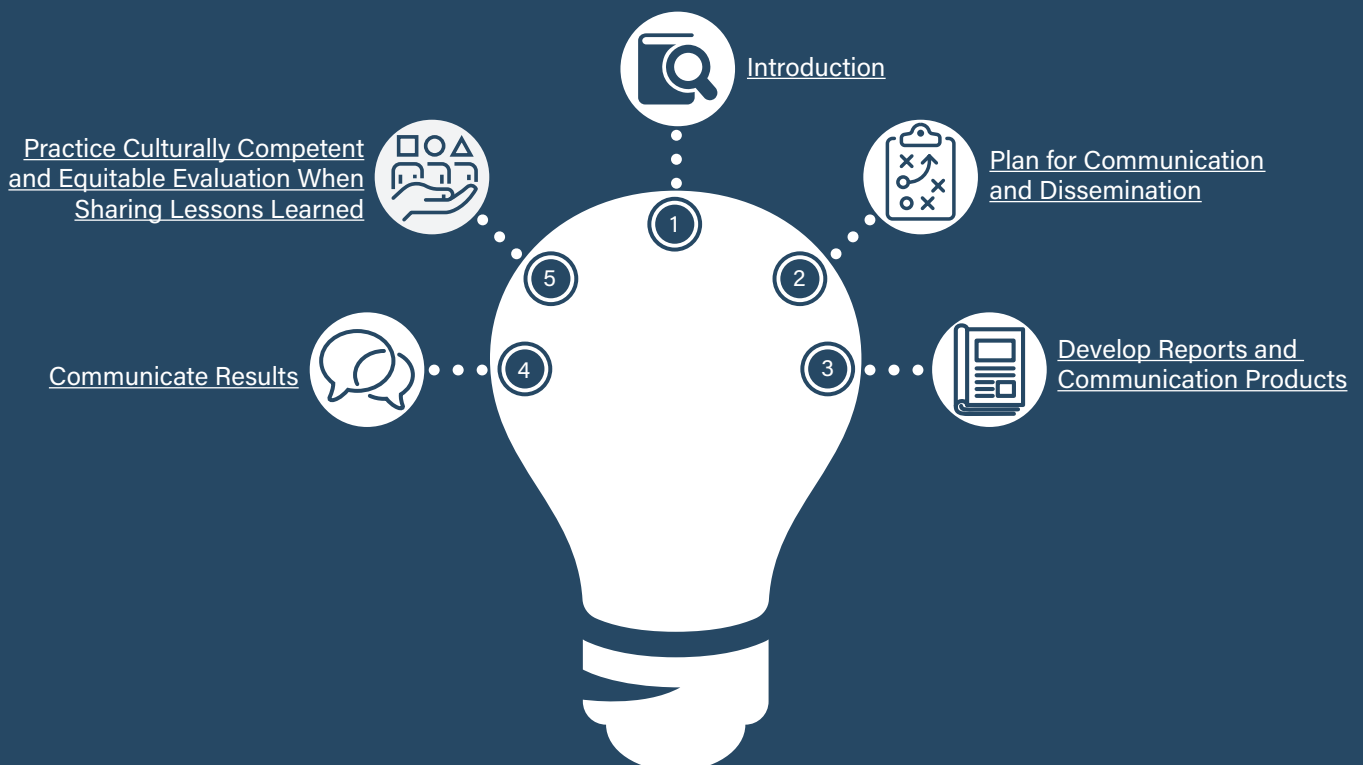 Introduction
1
Plan for Communication
and Dissemination
2
Develop Reports and
Communication Products
3
Communicate Results
4
Practice Culturally Competent
and Equitable Evaluation When
Sharing Lessons Learned
5